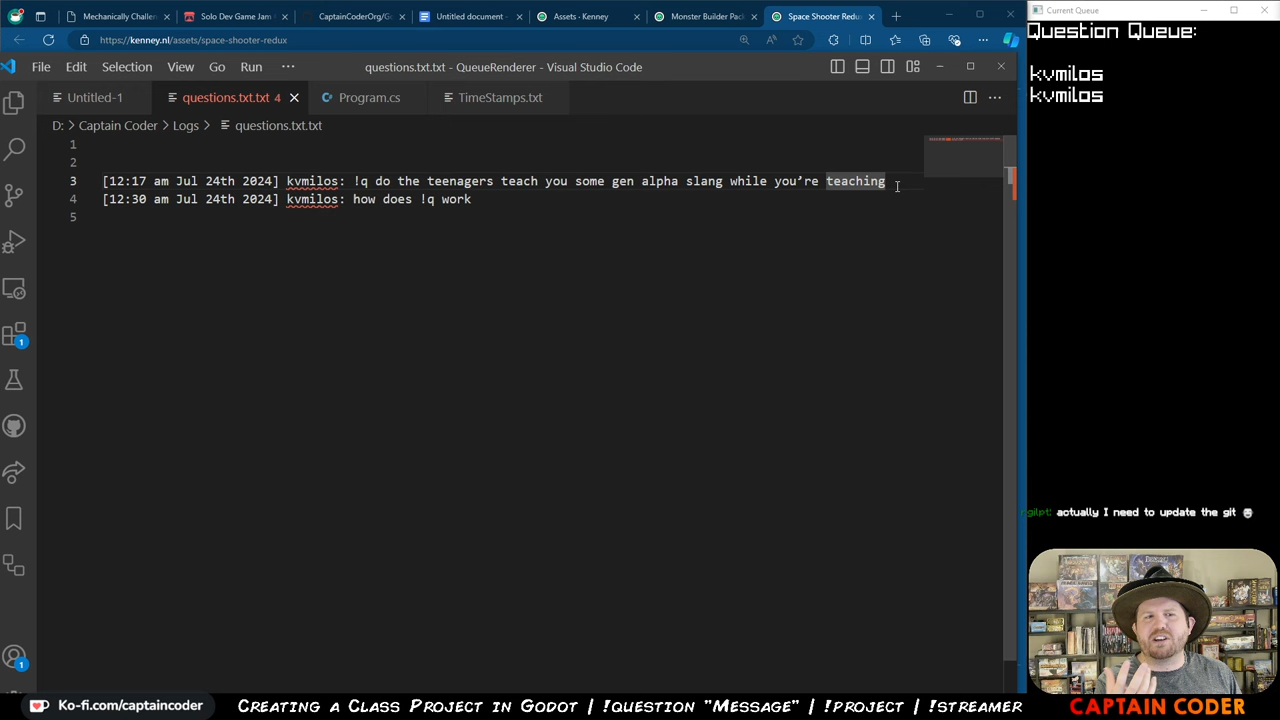 Mechanically Challen
Solo Dev Game Jam
CaptainCoderOrg/Go
Untitled document
Assets - Kenney
Monster Builder Pack
Space Shooter Redux
Current Queue
https://kenney.nl/assets/space-shooter-redux
Question Queue:
File Edit Selection View Go Run
questions.txt.txt - QueueRenderer - Visual Studio Code
kvmilos
kvmilos
Untitled-1
questions.txt.txt 4
Program.cs
TimeStamps.txt
D: > Captain Coder > Logs > questions.txt.txt
1
2
3 [12:17 am Jul 24th 2024] kvmilos: !q do the teenagers teach you some gen alpha slang while you’re teaching
4 [12:30 am Jul 24th 2024] kvmilos: how does !q work
5
1
actually I need to update the git
1
Ko-fi.com/captaincoder
Creating a Class Project in Godot | !question "Message" | !project | !streamer
CAPTAIN CODER